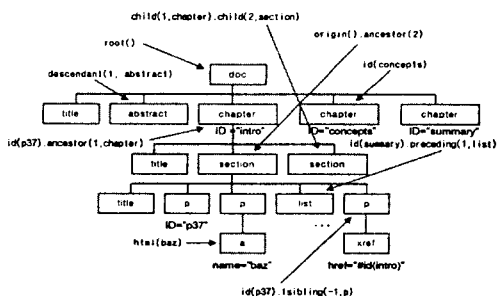 child(1,chapter).child(2,section)
origin().ancestor(2)
root()
id(concepts)
descendant(1, abstract)
doc
title abstract chapter chapter chapter
ID ="intro" ID="concepts" ID="summary"
id(p37).ancestor(1,chapter) id(summary).preceding(1,list)
title section section
title p p list p
ID="p37" ...
html(baz) a xref
name="baz" href="#id(intro)"
id(p37).fsibling(-1,p)